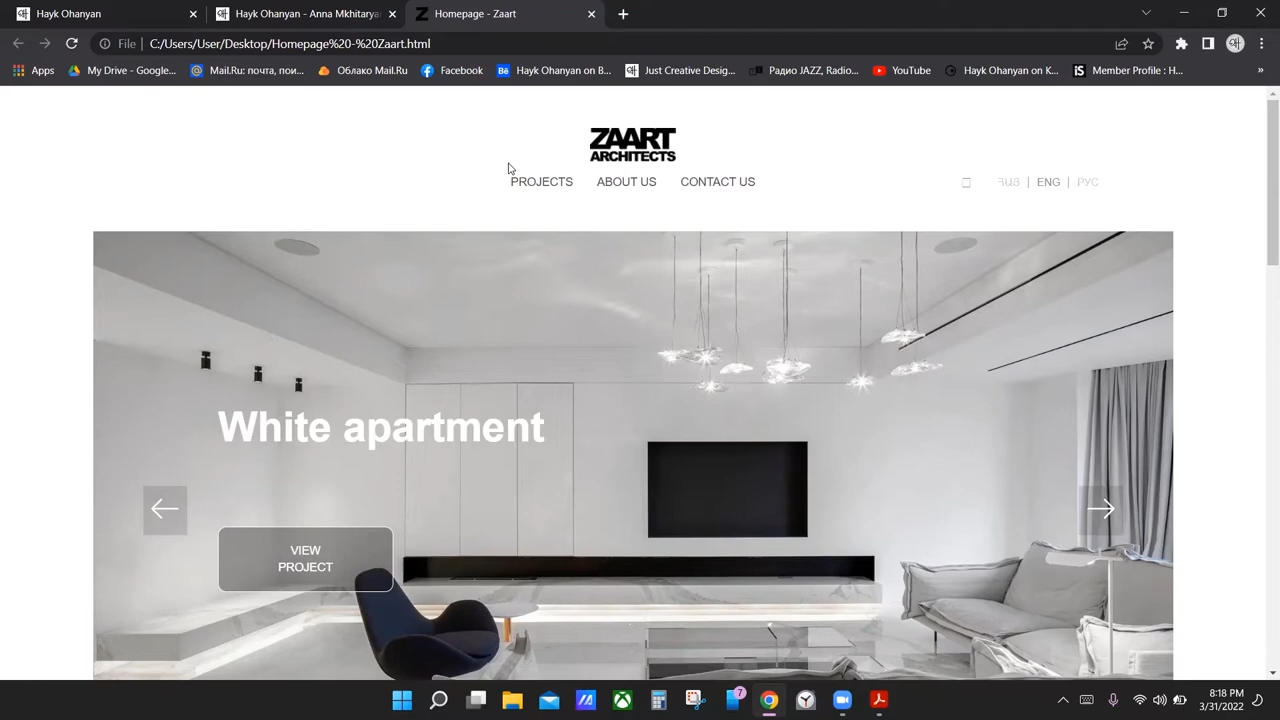 Hayk Ohanyan
Hayk Ohanyan - Anna Mkhitarya
Homepage - Zaart
File
C:/Users/User/Desktop/Homepage%20-%20Zaart.html
Apps
My Drive - Google...
Mail.Ru: почта, пои...
Облако Mail.Ru
Facebook
Hayk Ohanyan on B...
Just Creative Desig...
Радио JAZZ, Radio...
YouTube
Hayk Ohanyan on K...
Member Profile : H...
ZAART
ARCHITECTS
PROJECTS ABOUT US CONTACT US
ՀԱՅ | ENG | РУС
White apartment
VIEW
PROJECT
7
8:18 PM
3/31/2022